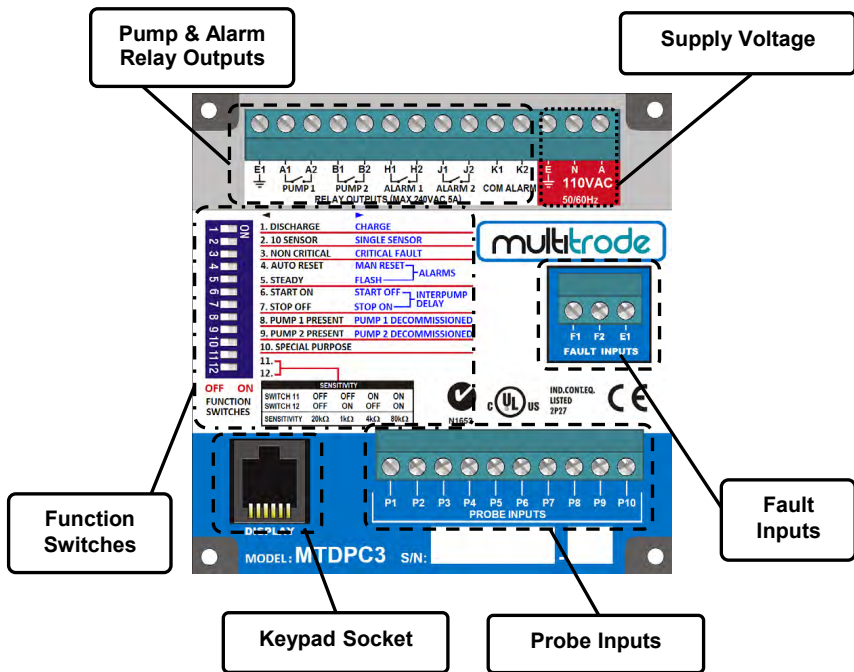 Pump & Alarm
Relay Outputs
Supply Voltage
E1 A1 A2 B1 B2 H1 H2 J1 J2 K1 K2 E N A
PUMP 1 PUMP 2 ALARM 1 ALARM 2 COM ALARM 110VAC
RELAY OUTPUTS (MAX 240VAC 5A) 50/60Hz
ON
1 2 3 4 5 6 7 8 9 10 11 12
OFF ON
FUNCTION
SWITCHES
1. DISCHARGE CHARGE
2. 10 SENSOR SINGLE SENSOR
3. NON CRITICAL CRITICAL FAULT
4. AUTO RESET MAN RESET
5. STEADY FLASH
ALARMS
6. START ON START OFF
7. STOP OFF STOP ON
INTERPUMP
DELAY
8. PUMP 1 PRESENT PUMP 1 DECOMMISSIONED
9. PUMP 2 PRESENT PUMP 2 DECOMMISSIONED
10. SPECIAL PURPOSE
11.
12.
SENSITIVITY
SWITCH 11 OFF OFF ON ON
SWITCH 12 OFF ON OFF ON
SENSITIVITY 20kΩ 1kΩ 4kΩ 80kΩ
multitrode
F1 F2 E1
FAULT INPUTS
N1652
C UL US
IND.CONT.EQ.
LISTED
2P27
CE
P1 P2 P3 P4 P5 P6 P7 P8 P9 P10
PROBE INPUTS
DISPLAY
MODEL: MTDPC3 S/N: -
Function
Switches
Fault
Inputs
Keypad Socket
Probe Inputs